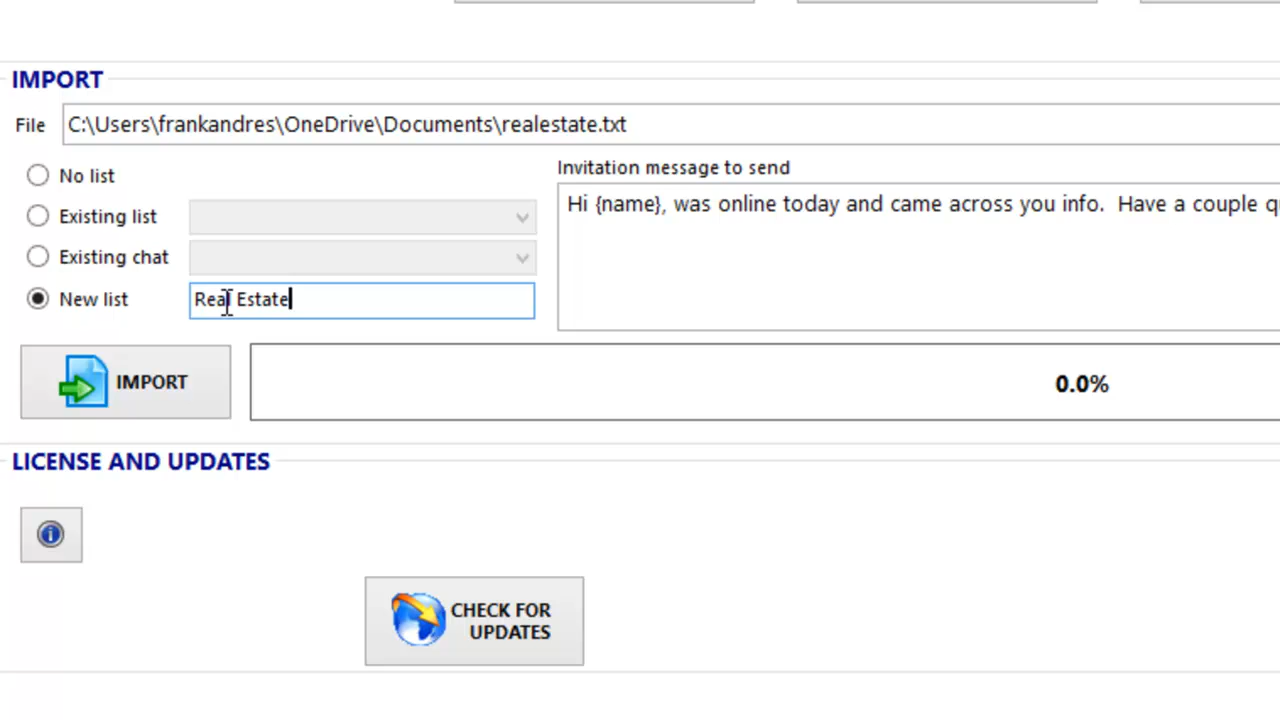 IMPORT
File C:\Users\frankandres\OneDrive\Documents\realestate.txt
No list
Existing list
Existing chat
New list Real Estate
Invitation message to send
Hi {name}, was online today and came across you info.  Have a couple
IMPORT
0.0%
LICENSE AND UPDATES
CHECK FOR
UPDATES